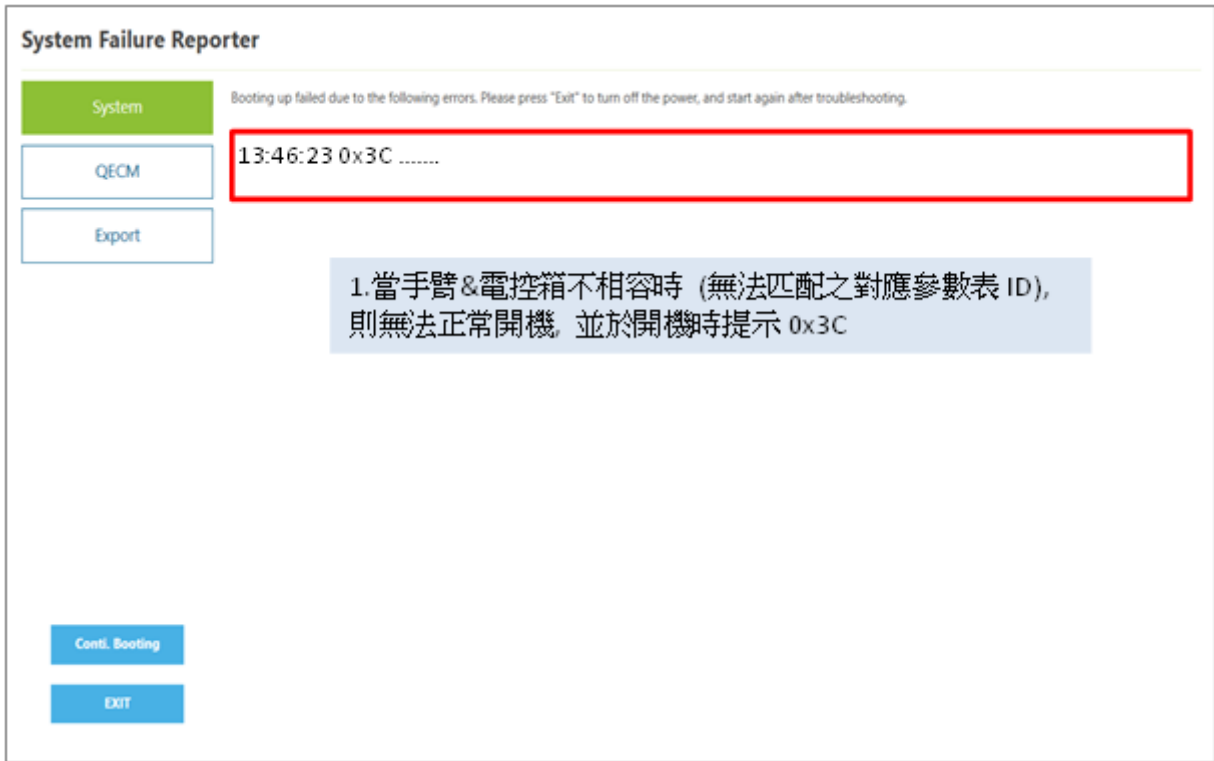 System Failure Reporter
System
Booting up failed due to the following errors. Please press "Exit" to turn off the power, and start again after troubleshooting.
13:46:23 0x3C .......
QECM
Export
1.當手臂&電控箱不相容時 (無法匹配之對應參數表 ID),
則無法正常開機, 並於開機時提示 0x3C
Conti. Booting
EXIT